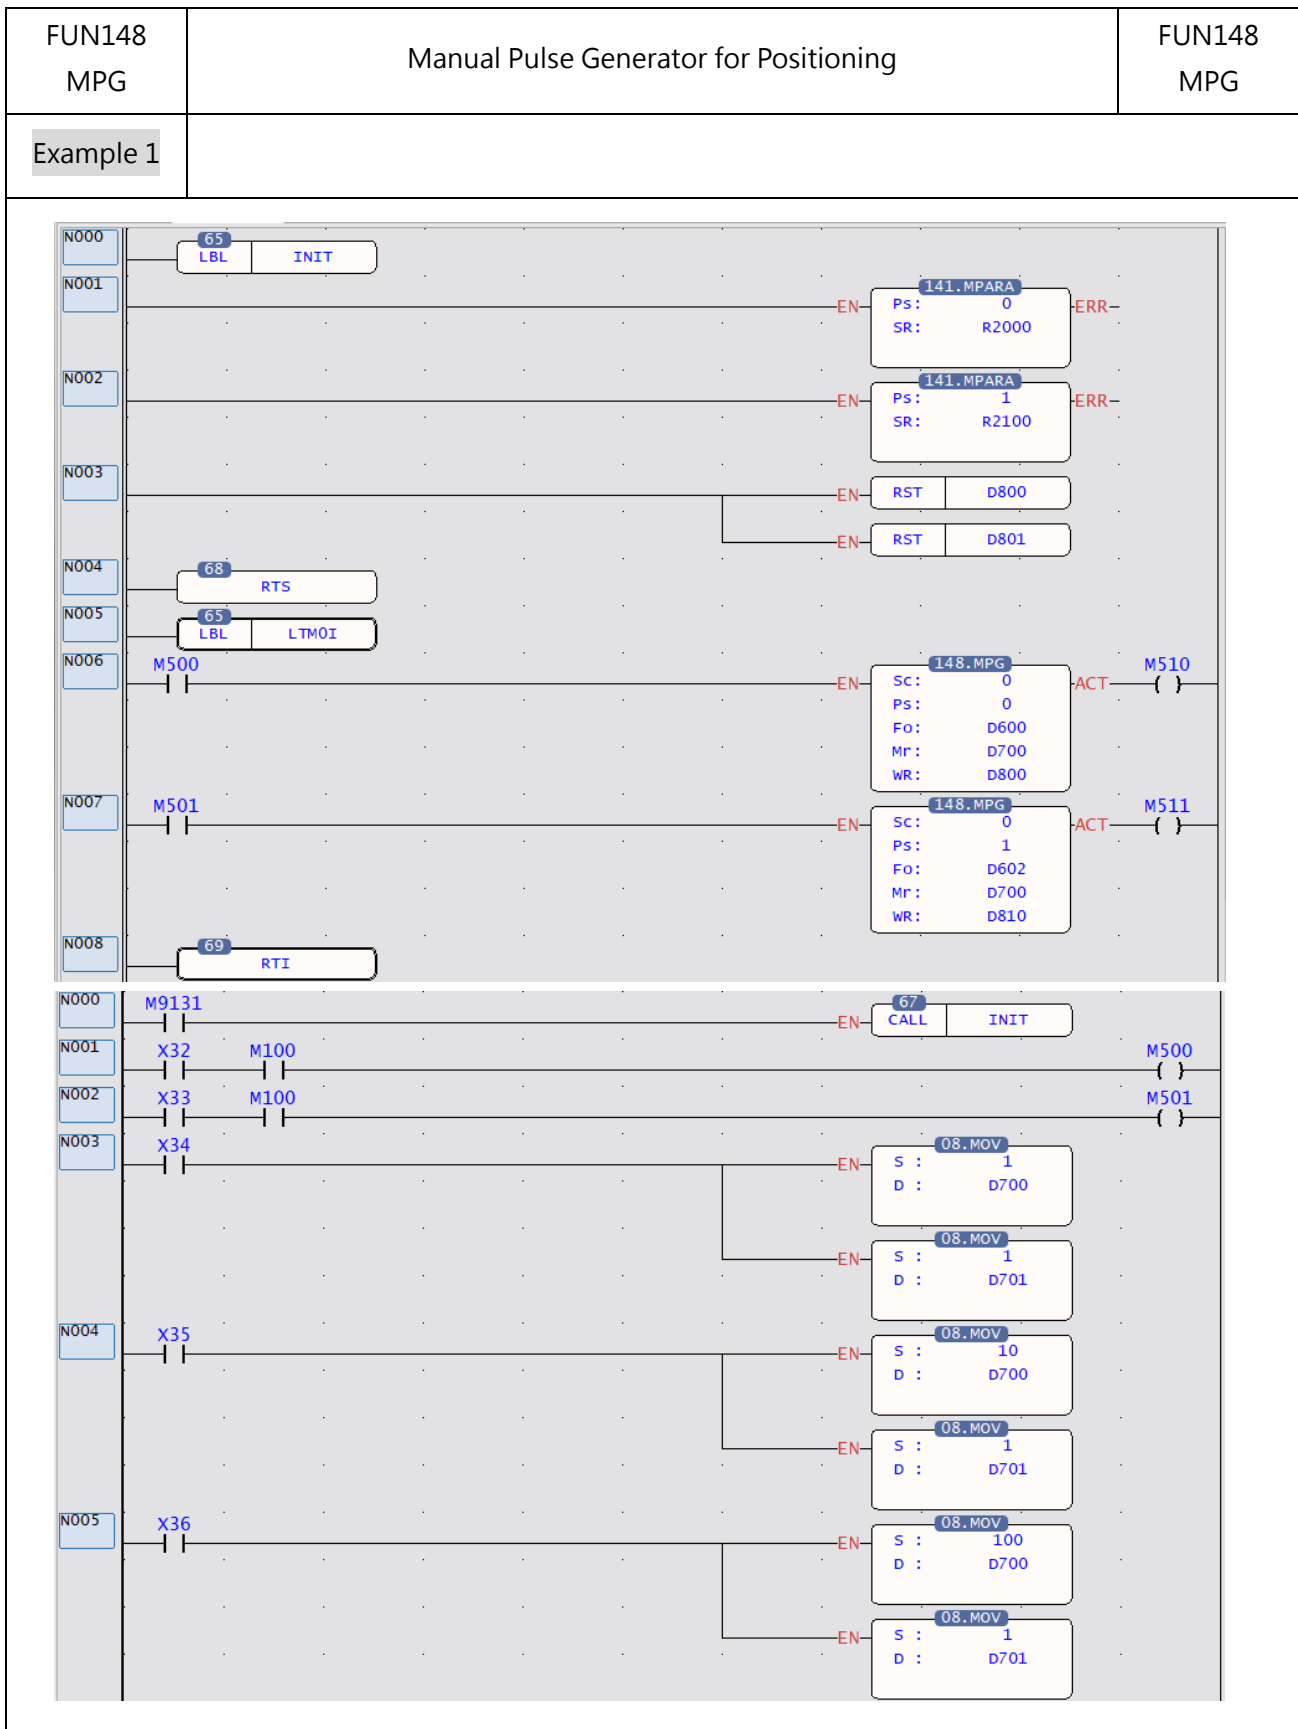 FUN148
MPG
Manual Pulse Generator for Positioning
FUN148
MPG
Example 1
N000
65
LBL INIT
N001
141.MPARA
EN Ps: 0 ERR
SR: R2000
N002
141.MPARA
EN Ps: 1 ERR
SR: R2100
N003
EN RST D800
EN RST D801
N004
68
RTS
N005
65
LBL LTM0I
N006
M500
148.MPG
M510
EN Sc: 0 ACT
Ps: 0
Fo: D600
Mr: D700
WR: D800
N007
M501
148.MPG
M511
EN Sc: 0 ACT
Ps: 1
Fo: D602
Mr: D700
WR: D810
N008
69
RTI
N000
M9131
67
EN CALL INIT
N001
X32 M100 M500
N002
X33 M100 M501
N003
X34
08.MOV
EN S : 1
D : D700
08.MOV
EN S : 1
D : D701
N004
X35
08.MOV
EN S : 10
D : D700
08.MOV
EN S : 1
D : D701
N005
X36
08.MOV
EN S : 100
D : D700
08.MOV
EN S : 1
D : D701